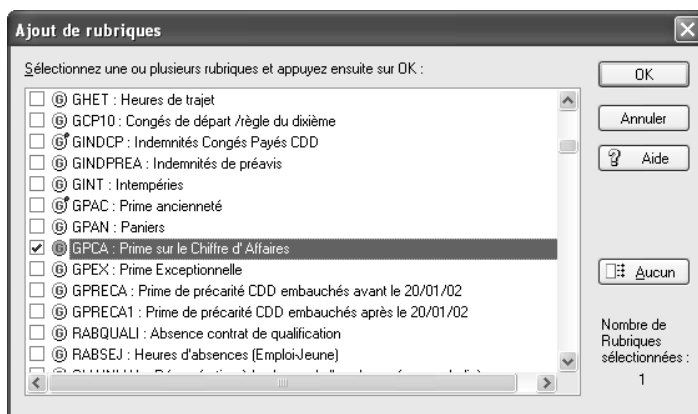 Ajout de rubriques
Sélectionnez une ou plusieurs rubriques et appuyez ensuite sur OK :
GHET : Heures de trajet
GCP10 : Congés de départ /règle du dixième
GINDCP : Indemnités Congés Payés CDD
GINDPREA : Indemnités de préavis
GINT : Intempéries
GPAC : Prime ancienneté
GPAN : Paniers
GPCA : Prime sur le Chiffre d'Affaires
GPEX : Prime Exceptionnelle
GPRECA : Prime de précarité CDD embauchés avant le 20/01/02
GPRECA1 : Prime de précarité CDD embauchés après le 20/01/02
RABQUALI : Absence contrat de qualification
RABSEJ : Heures d'absences (Emploi-Jeune)
OK
Annuler
Aide
Aucun
Nombre de
Rubriques
sélectionnées :
1